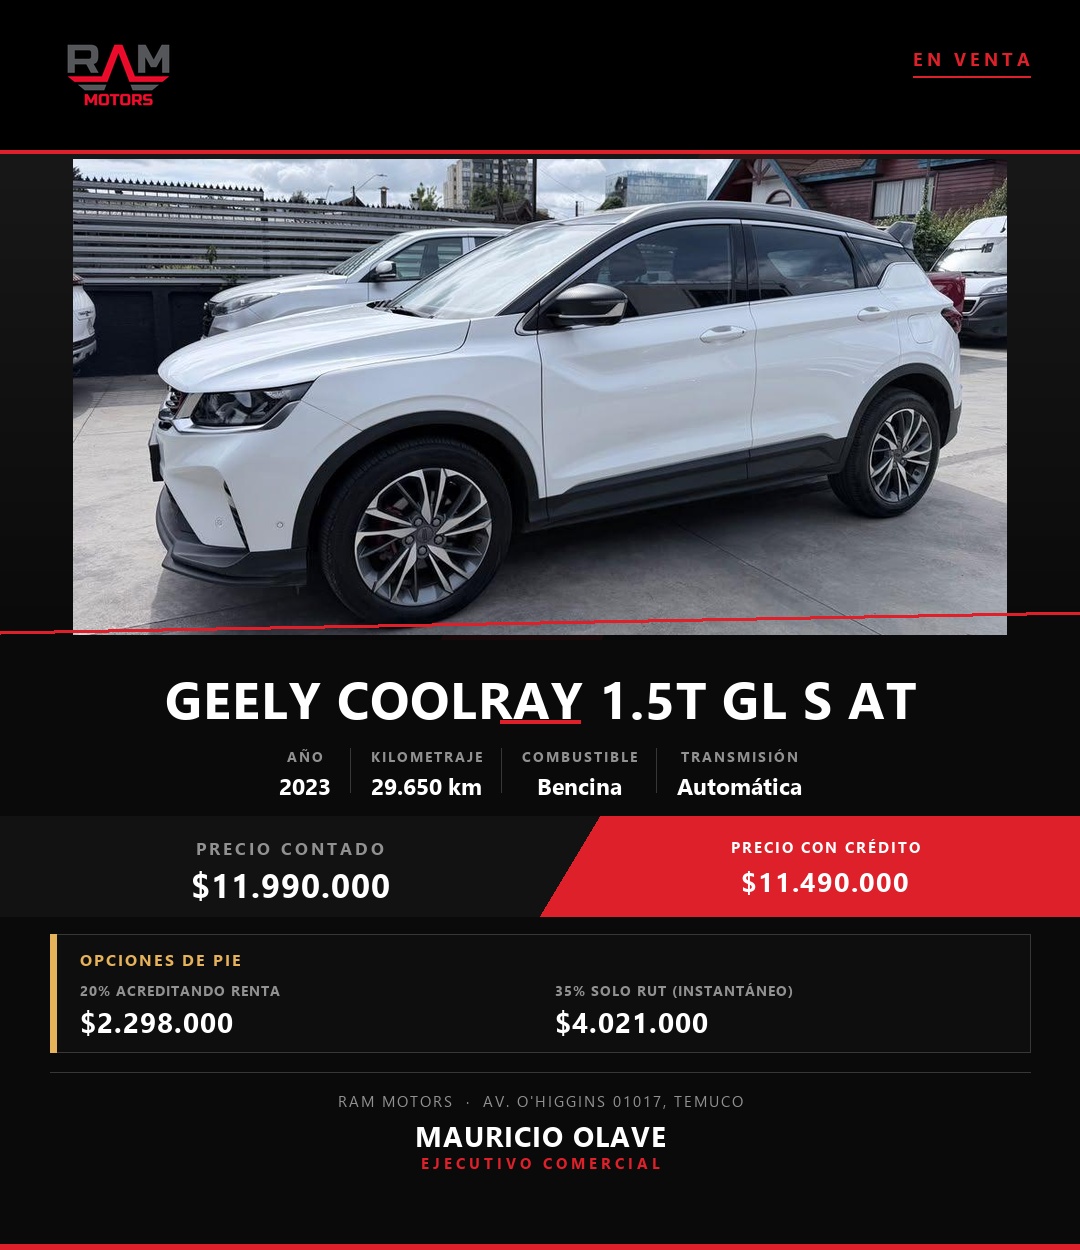 RAM
MOTORS
EN VENTA
GEELY COOLRAY 1.5T GL S AT
AÑO
KILOMETRAJE
COMBUSTIBLE
TRANSMISIÓN
2023
29.650 km
Bencina
Automática
PRECIO CONTADO
$11.990.000
PRECIO CON CRÉDITO
$11.490.000
OPCIONES DE PIE
20% ACREDITANDO RENTA
$2.298.000
35% SOLO RUT (INSTANTÁNEO)
$4.021.000
RAM MOTORS · AV. O'HIGGINS 01017, TEMUCO
MAURICIO OLAVE
EJECUTIVO COMERCIAL